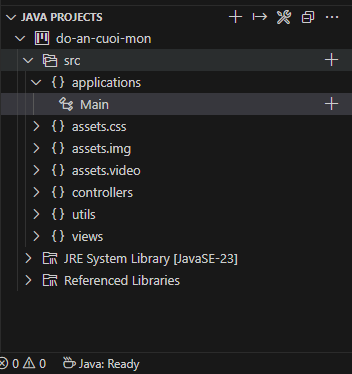 JAVA PROJECTS
do-an-cuoi-mon
src
{} applications
Main
{} assets.css
{} assets.img
{} assets.video
{} controllers
{} utils
{} views
JRE System Library [JavaSE-23]
Referenced Libraries
0 0 Java: Ready